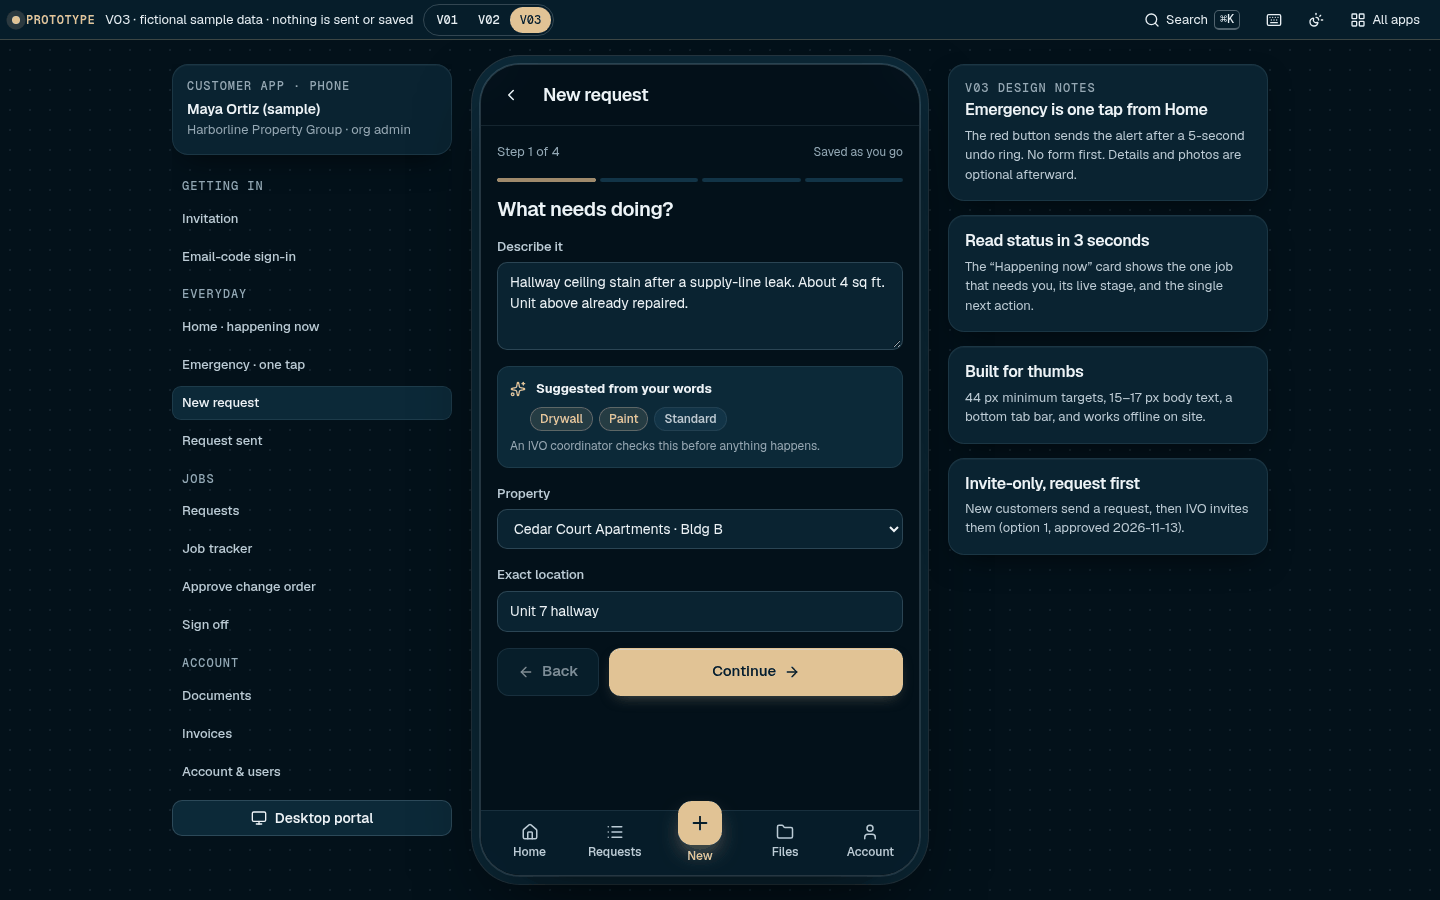 PROTOTYPE V03 · fictional sample data · nothing is sent or saved V01 V02 V03 Search ⌘K All apps
CUSTOMER APP · PHONE
Maya Ortiz (sample)
Harborline Property Group · org admin
GETTING IN
Invitation
Email-code sign-in
EVERYDAY
Home · happening now
Emergency · one tap
New request
Request sent
JOBS
Requests
Job tracker
Approve change order
Sign off
ACCOUNT
Documents
Invoices
Account & users
Desktop portal
New request
Step 1 of 4 Saved as you go
What needs doing?
Describe it
Hallway ceiling stain after a supply-line leak. About 4 sq ft.
Unit above already repaired.
Suggested from your words
Drywall Paint Standard
An IVO coordinator checks this before anything happens.
Property
Cedar Court Apartments · Bldg B
Exact location
Unit 7 hallway
Back Continue
Home Requests New Files Account
V03 DESIGN NOTES
Emergency is one tap from Home
The red button sends the alert after a 5-second
undo ring. No form first. Details and photos are
optional afterward.
Read status in 3 seconds
The “Happening now” card shows the one job
that needs you, its live stage, and the single
next action.
Built for thumbs
44 px minimum targets, 15–17 px body text, a
bottom tab bar, and works offline on site.
Invite-only, request first
New customers send a request, then IVO invites
them (option 1, approved 2026-11-13).